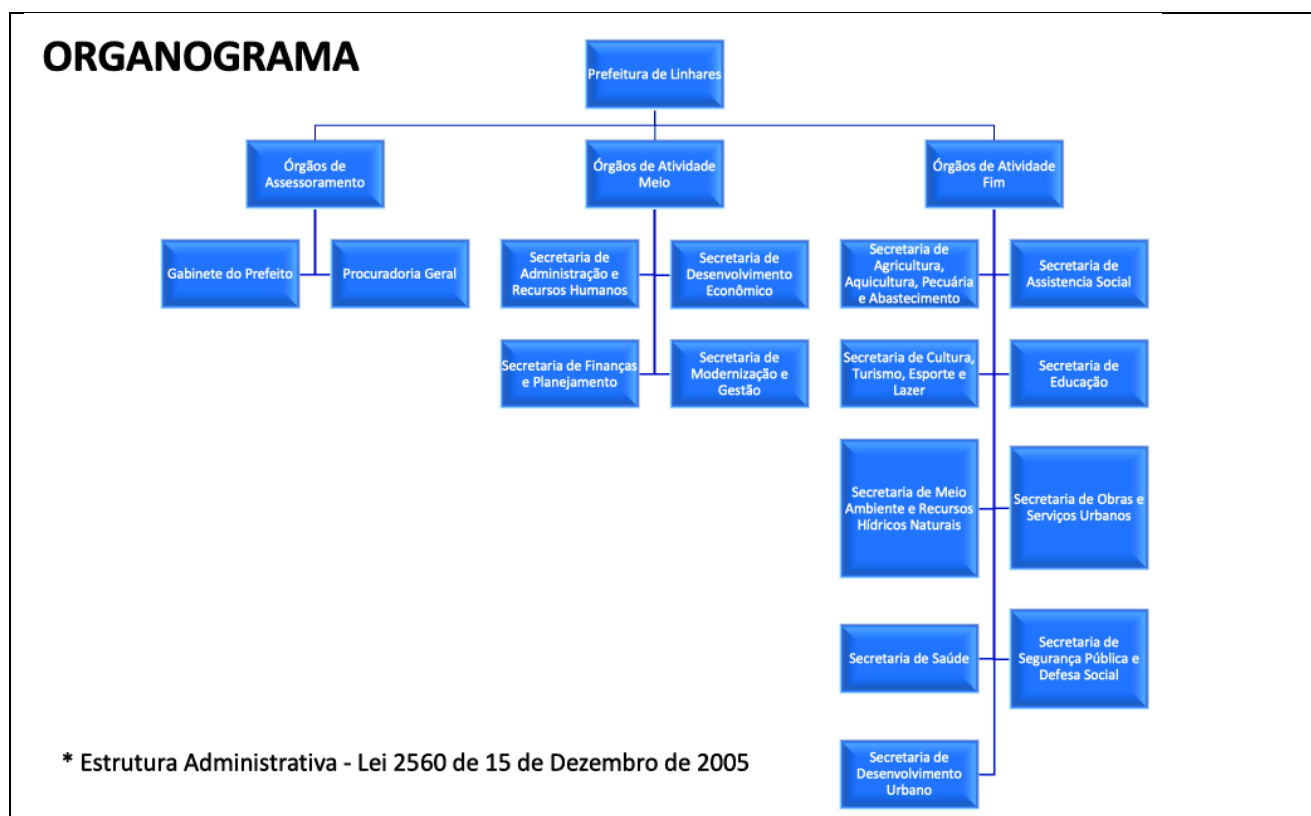 ORGANOGRAMA
Prefeitura de Linhares
Órgãos de
Assessoramento
Órgãos de Atividade
Meio
Órgãos de Atividade
Fim
Gabinete do Prefeito
Procuradoria Geral
Secretaria de
Administração e
Recursos Humanos
Secretaria de
Desenvolvimento
Econômico
Secretaria de
Agricultura,
Aquicultura, Pecuária
e Abastecimento
Secretaria de
Assistencia Social
Secretaria de Finanças
e Planejamento
Secretaria de
Modernização e
Gestão
Secretaria de Cultura,
Turismo, Esporte e
Lazer
Secretaria de
Educação
Secretaria de Meio
Ambiente e Recursos
Hídricos Naturais
Secretaria de Obras e
Serviços Urbanos
Secretaria de Saúde
Secretaria de
Segurança Pública e
Defesa Social
Secretaria de
Desenvolvimento
Urbano
* Estrutura Administrativa - Lei 2560 de 15 de Dezembro de 2005